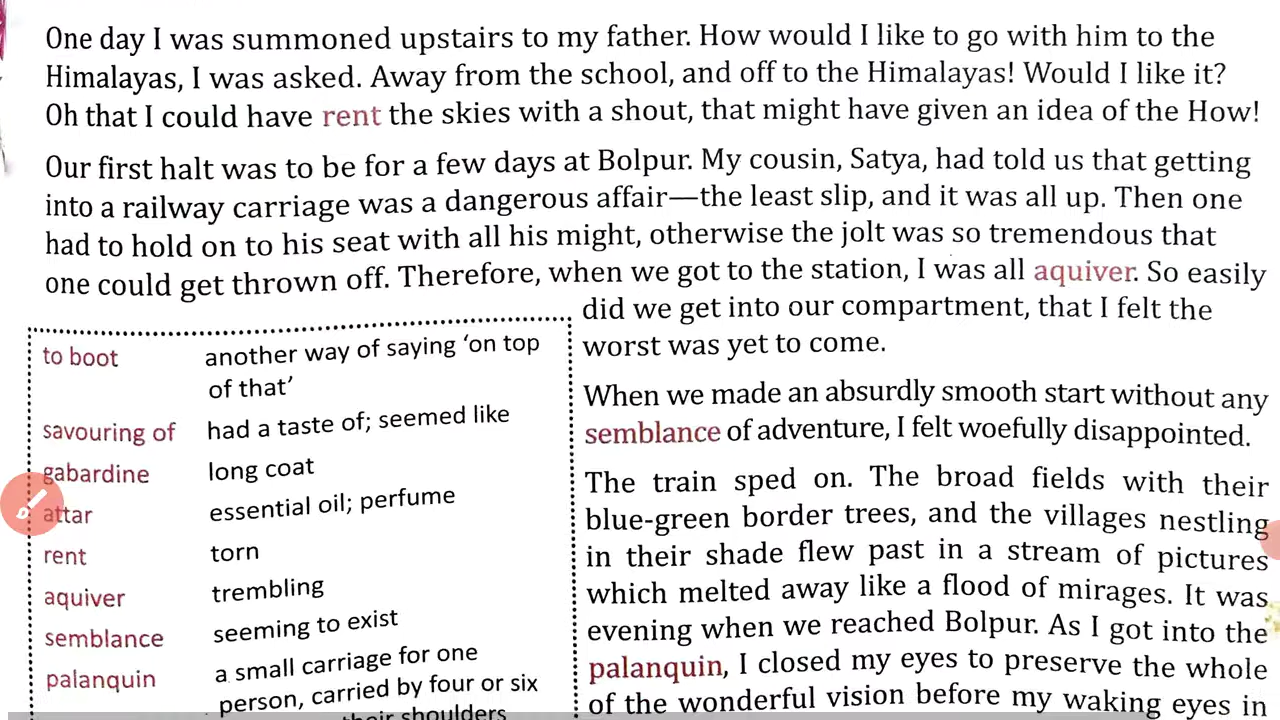 One day I was summoned upstairs to my father. How would I like to go with him to the
Himalayas, I was asked. Away from the school, and off to the Himalayas! Would I like it?
Oh that I could have rent the skies with a shout, that might have given an idea of the How!
Our first halt was to be for a few days at Bolpur. My cousin, Satya, had told us that getting
into a railway carriage was a dangerous affair—the least slip, and it was all up. Then one
had to hold on to his seat with all his might, otherwise the jolt was so tremendous that
one could get thrown off. Therefore, when we got to the station, I was all aquiver. So easily
did we get into our compartment, that I felt the
worst was yet to come.
When we made an absurdly smooth start without any
semblance of adventure, I felt woefully disappointed.
The train sped on. The broad fields with their
blue-green border trees, and the villages nestling
in their shade flew past in a stream of pictures
which melted away like a flood of mirages. It was
evening when we reached Bolpur. As I got into the
palanquin, I closed my eyes to preserve the whole
of the wonderful vision before my waking eyes in
to boot another way of saying ‘on top
of that’
savouring of had a taste of; seemed like
gabardine long coat
attar essential oil; perfume
rent torn
aquiver trembling
semblance seeming to exist
palanquin a small carriage for one
person, carried by four or six
their shoulders